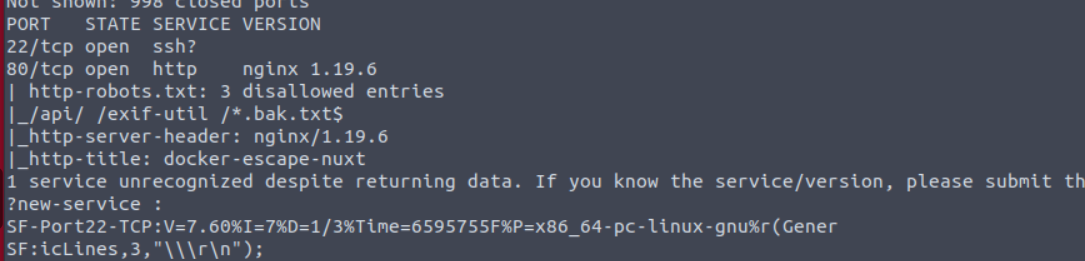 Not shown: 998 closed ports
PORT   STATE SERVICE VERSION
22/tcp open  ssh?
80/tcp open  http    nginx 1.19.6
| http-robots.txt: 3 disallowed entries
|_/api/ /exif-util /*.bak.txt$
|_http-server-header: nginx/1.19.6
|_http-title: docker-escape-nuxt
1 service unrecognized despite returning data. If you know the service/version, please submit th
?new-service :
SF-Port22-TCP:V=7.60%I=7%D=1/3%Time=6595755F%P=x86_64-pc-linux-gnu%r(Gener
SF:icLines,3,"\\\r\n");